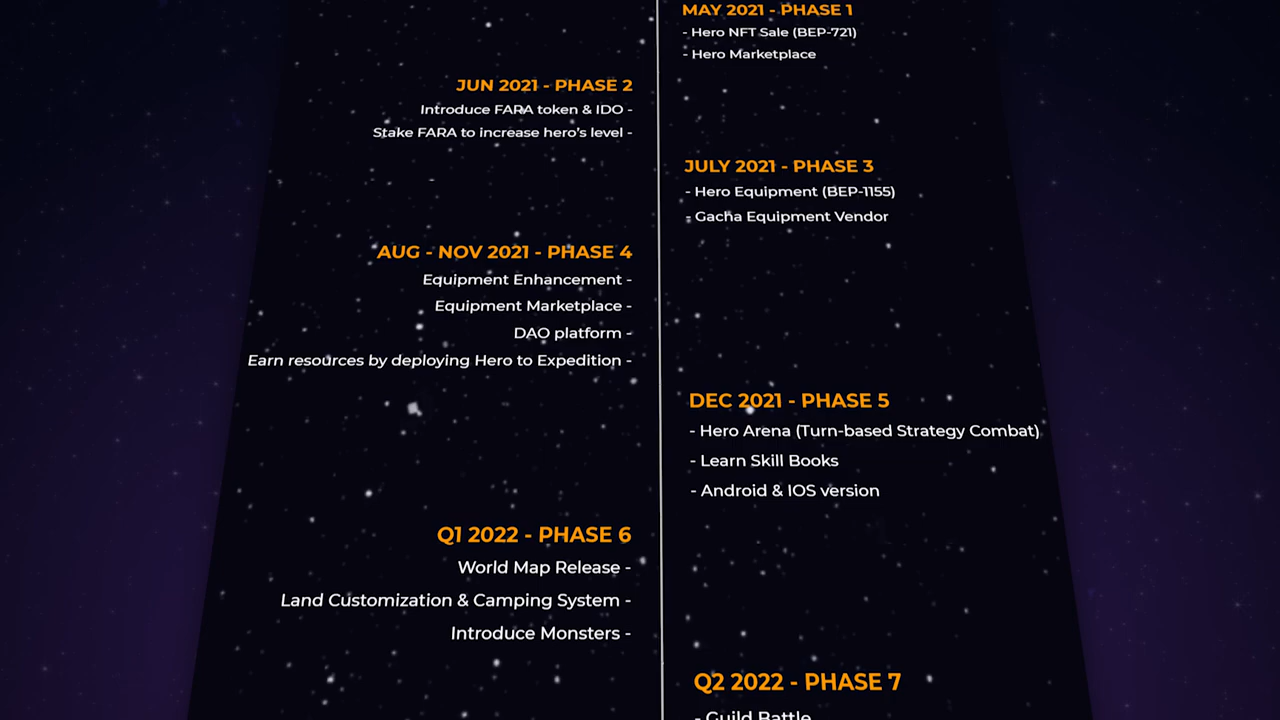 MAY 2021 - PHASE 1
- Hero NFT Sale (BEP-721)
- Hero Marketplace
JUN 2021 - PHASE 2
Introduce FARA token & IDO -
Stake FARA to increase hero's level -
JULY 2021 - PHASE 3
- Hero Equipment (BEP-1155)
- Gacha Equipment Vendor
AUG - NOV 2021 - PHASE 4
Equipment Enhancement -
Equipment Marketplace -
DAO platform -
Earn resources by deploying Hero to Expedition -
DEC 2021 - PHASE 5
- Hero Arena (Turn-based Strategy Combat)
- Learn Skill Books
- Android & IOS version
Q1 2022 - PHASE 6
World Map Release -
Land Customization & Camping System -
Introduce Monsters -
Q2 2022 - PHASE 7
- Guild Battle